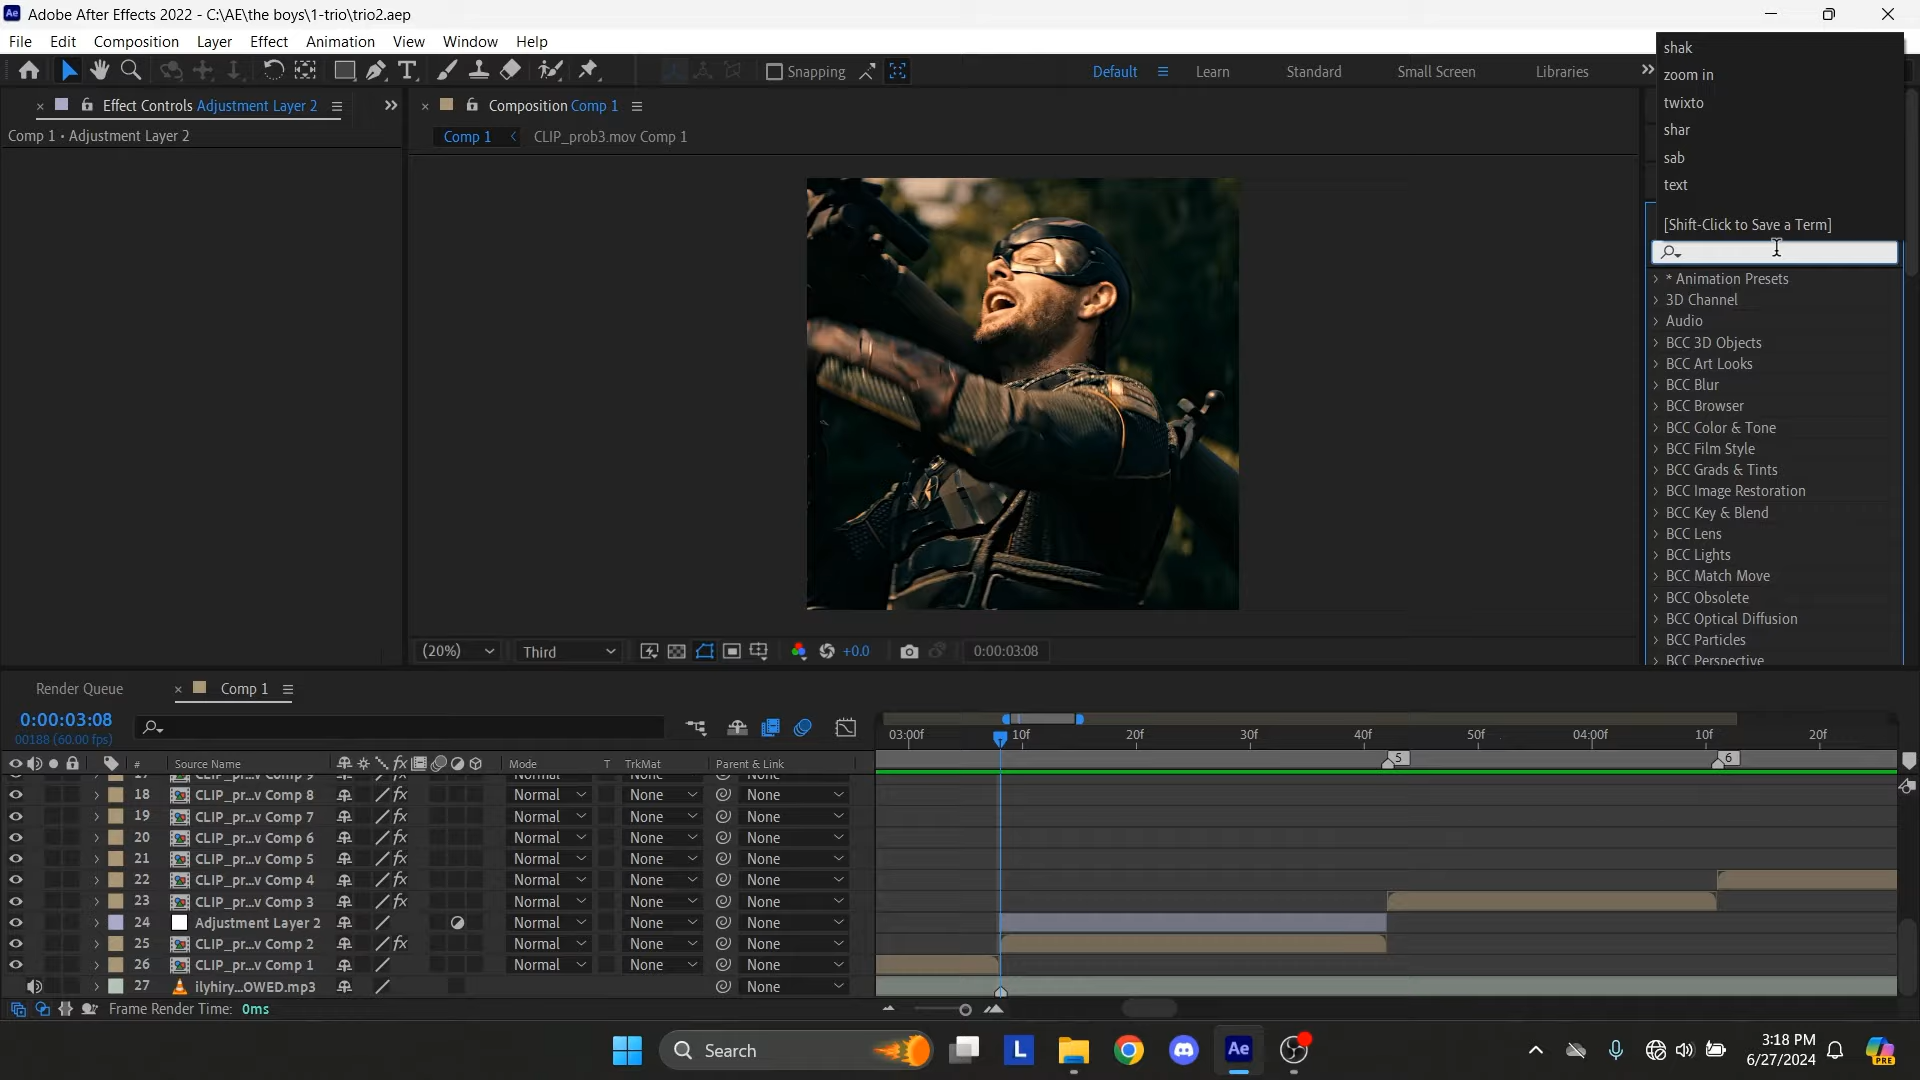 Adobe After Effects 2022 - C:\AE\the boys\1-trio\trio2.aep
File Edit Composition Layer Effect Animation View Window Help
Snapping
Default Learn Standard Small Screen Libraries
Effect Controls Adjustment Layer 2
Comp 1 • Adjustment Layer 2
Composition Comp 1
Comp 1 CLIP_prob3.mov Comp 1
shak
zoom in
twixto
shar
sab
text
[Shift-Click to Save a Term]
* Animation Presets
3D Channel
Audio
BCC 3D Objects
BCC Art Looks
BCC Blur
BCC Browser
BCC Color & Tone
BCC Film Style
BCC Grads & Tints
BCC Image Restoration
BCC Key & Blend
BCC Lens
BCC Lights
BCC Match Move
BCC Obsolete
BCC Optical Diffusion
BCC Particles
BCC Perspective
(20%) Third +0.0 0:00:03:08
Render Queue Comp 1
0:00:03:08
00188 (60.00 fps)
03:00f 10f 20f 30f 40f 50f 04:00f 10f 20f
5 6
# Source Name Mode T TrkMat Parent & Link
18 CLIP_pr...v Comp 8 Normal None None
19 CLIP_pr...v Comp 7 Normal None None
20 CLIP_pr...v Comp 6 Normal None None
21 CLIP_pr...v Comp 5 Normal None None
22 CLIP_pr...v Comp 4 Normal None None
23 CLIP_pr...v Comp 3 Normal None None
24 Adjustment Layer 2 Normal None None
25 CLIP_pr...v Comp 2 Normal None None
26 CLIP_pr...v Comp 1 Normal None None
27 ilyhiry...OWED.mp3 None
Frame Render Time: 0ms
Search
L
Ae
3:18 PM
6/27/2024
PRE